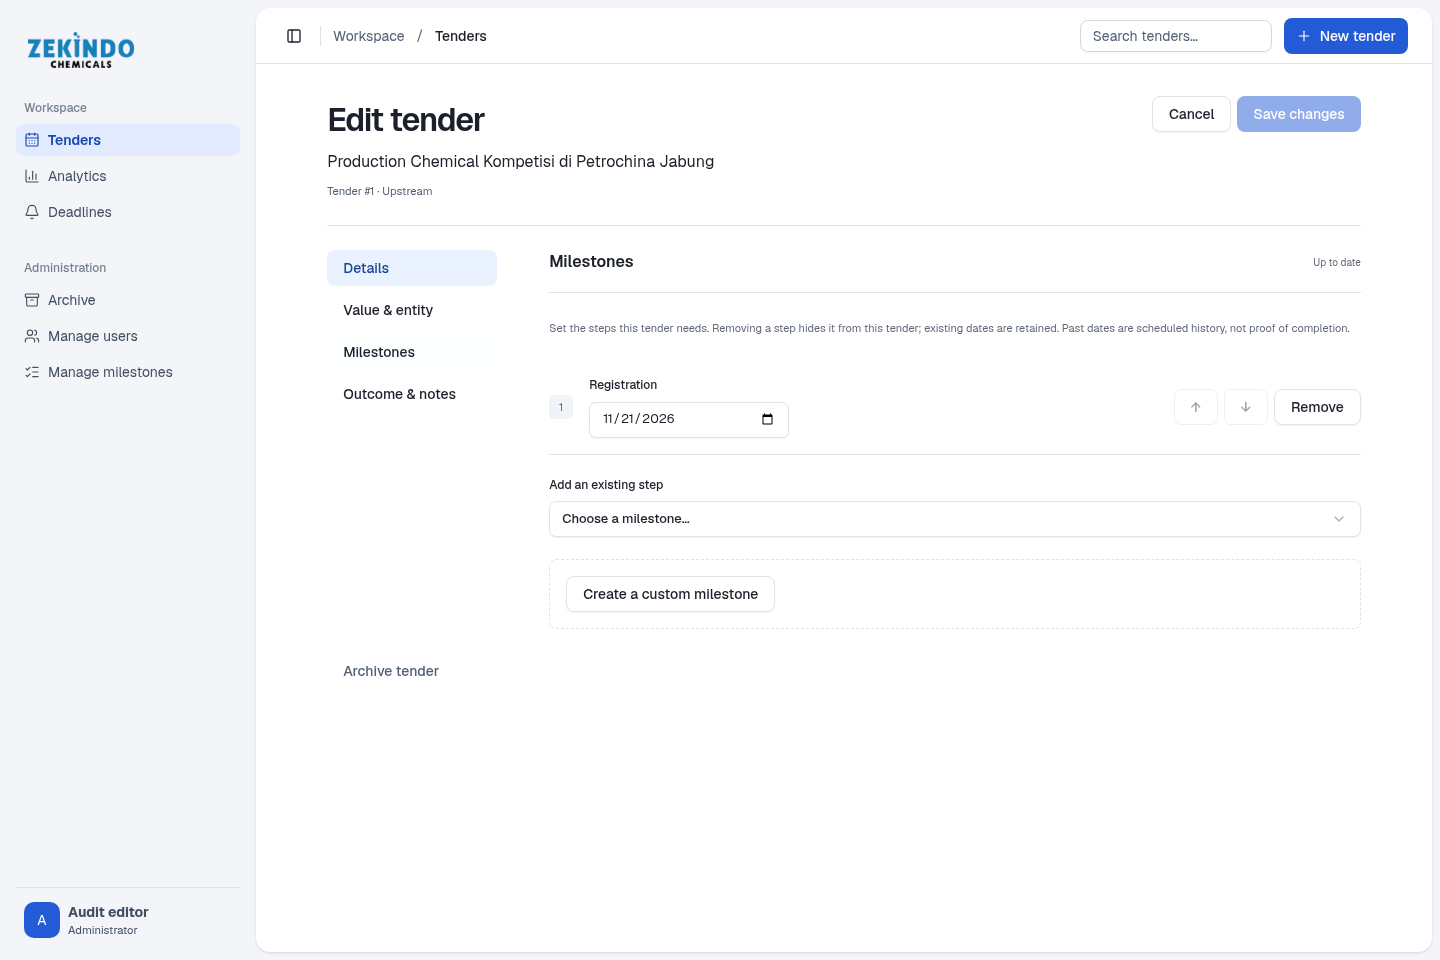 ZEKINDO
CHEMICALS
Workspace
Tenders
Analytics
Deadlines
Administration
Archive
Manage users
Manage milestones
A
Audit editor
Administrator
Workspace / Tenders
Search tenders...
New tender
Edit tender
Cancel
Save changes
Production Chemical Kompetisi di Petrochina Jabung
Tender #1 · Upstream
Details
Value & entity
Milestones
Outcome & notes
Archive tender
Milestones
Up to date
Set the steps this tender needs. Removing a step hides it from this tender; existing dates are retained. Past dates are scheduled history, not proof of completion.
1
Registration
11/21/2026
Remove
Add an existing step
Choose a milestone...
Create a custom milestone